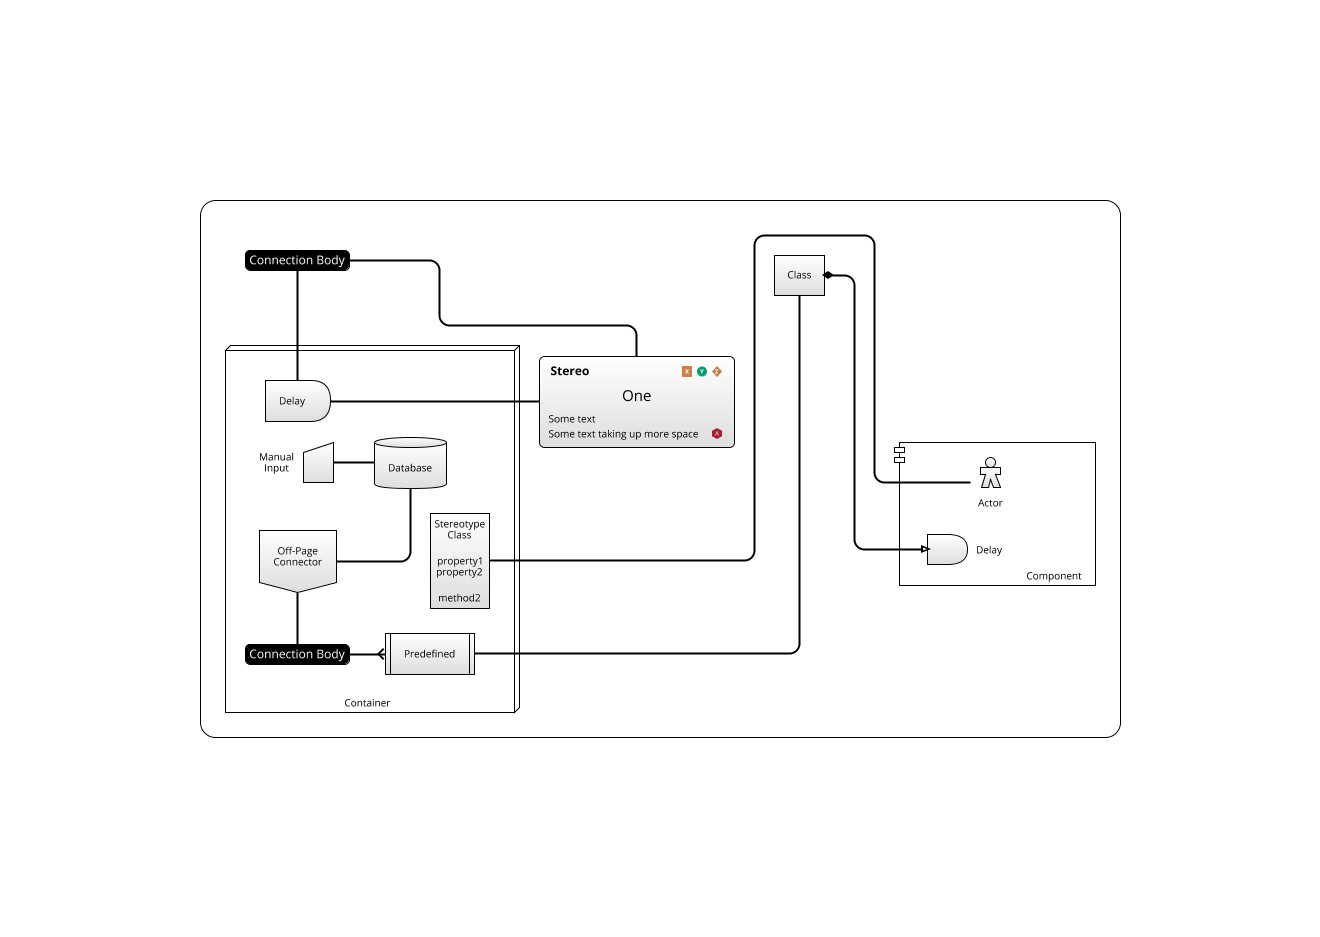 Connection Body
Class
Stereo X Y Z
One
Some text
Some text taking up more space A
Delay
Manual
Input
Database
Off-Page
Connector
Stereotype
Class
property1
property2
method2
Connection Body
Predefined
Container
Actor
Delay
Component